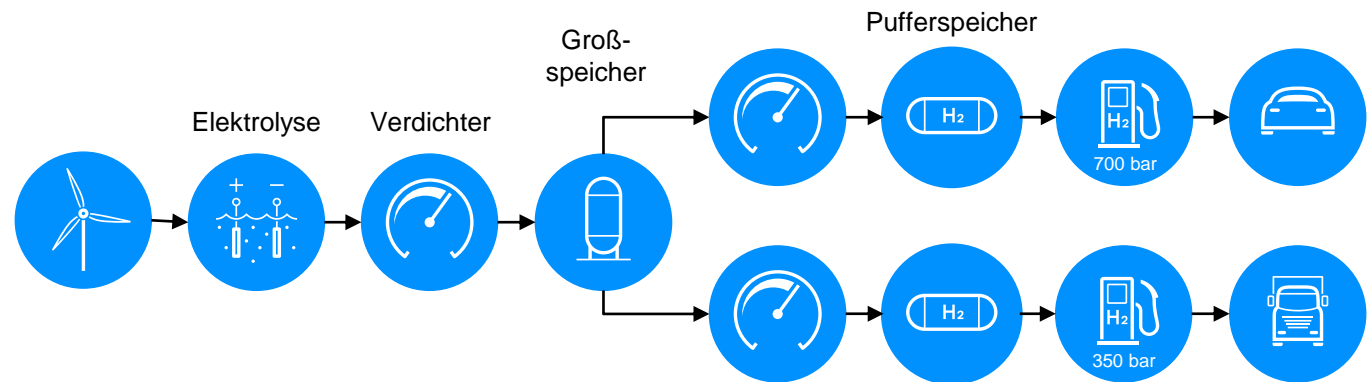 Pufferspeicher
Groß-
speicher
Elektrolyse
Verdichter
H₂
H₂
700 bar
+ −
H₂
H₂
350 bar